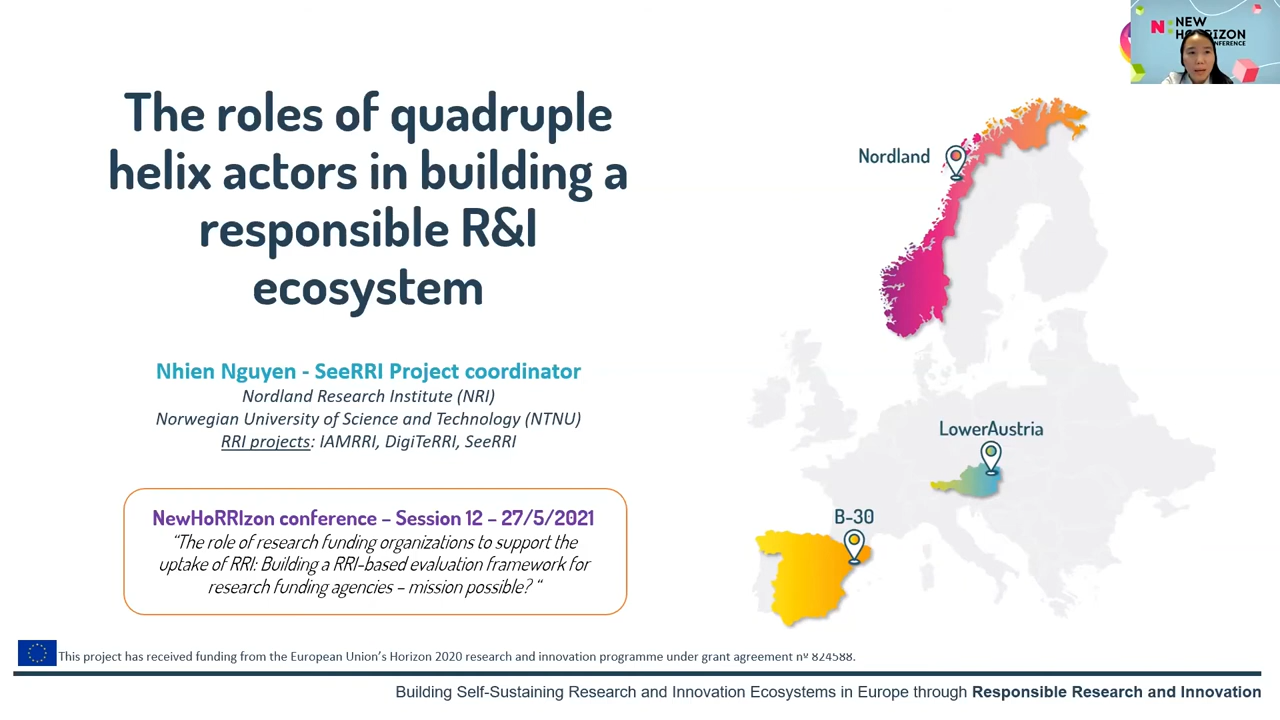 The roles of quadruple
helix actors in building a
responsible R&I
ecosystem
Nhien Nguyen - SeeRRI Project coordinator
Nordland Research Institute (NRI)
Norwegian University of Science and Technology (NTNU)
RRI projects: IAMRRI, DigiTeRRI, SeeRRI
NewHoRRIzon conference – Session 12 – 27/5/2021
“The role of research funding organizations to support the
uptake of RRI: Building a RRI-based evaluation framework for
research funding agencies – mission possible? “
Nordland
LowerAustria
B-30
N:
NEW
HORIZON
CONFERENCE
This project has received funding from the European Union’s Horizon 2020 research and innovation programme under grant agreement nº 824588.
Building Self-Sustaining Research and Innovation Ecosystems in Europe through Responsible Research and Innovation